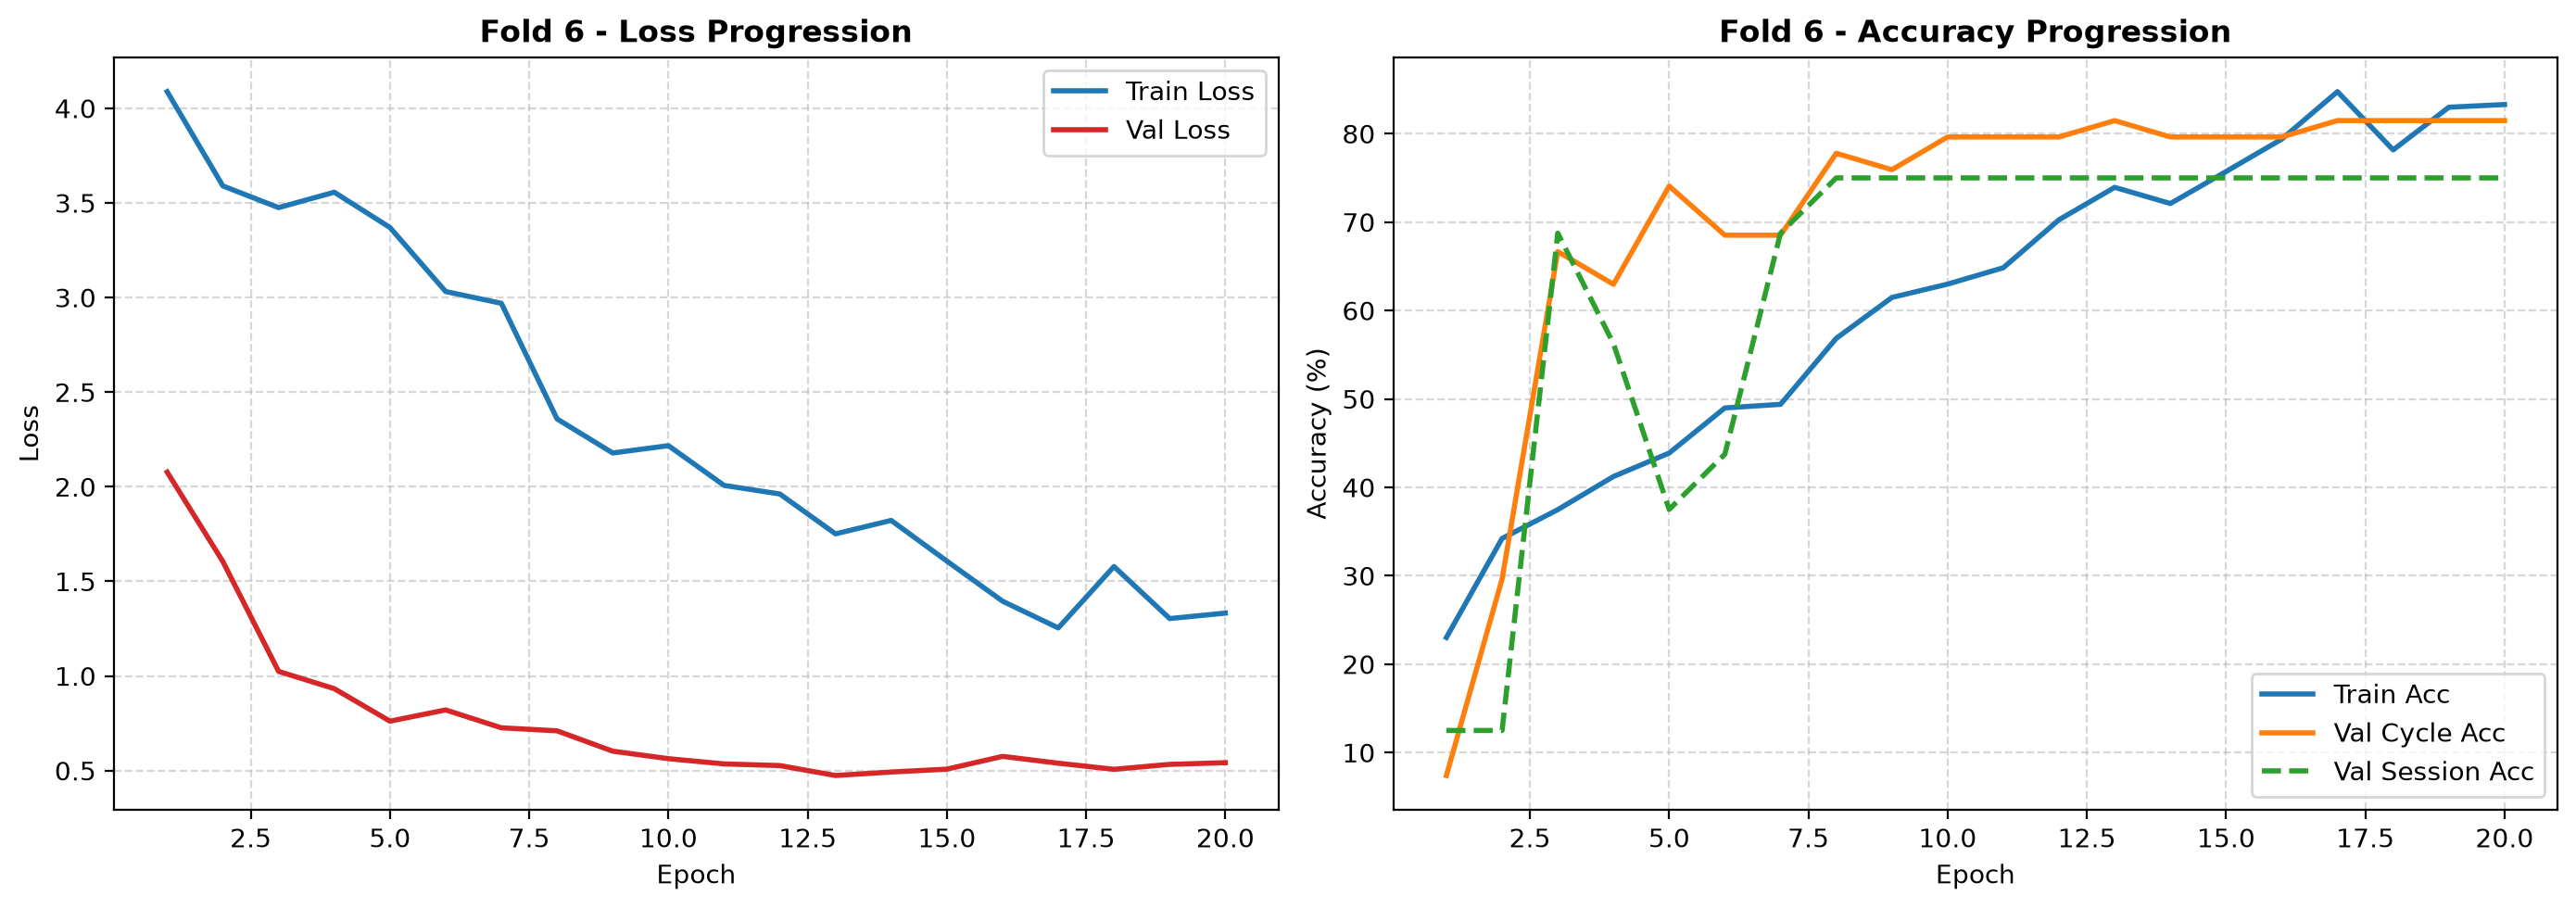 Fold 6 - Loss Progression
Train Loss
Val Loss
4.0
3.5
3.0
2.5
2.0
1.5
1.0
0.5
Loss
2.5 5.0 7.5 10.0 12.5 15.0 17.5 20.0
Epoch
Fold 6 - Accuracy Progression
80
70
60
50
40
30
20
10
Accuracy (%)
Train Acc
Val Cycle Acc
Val Session Acc
2.5 5.0 7.5 10.0 12.5 15.0 17.5 20.0
Epoch